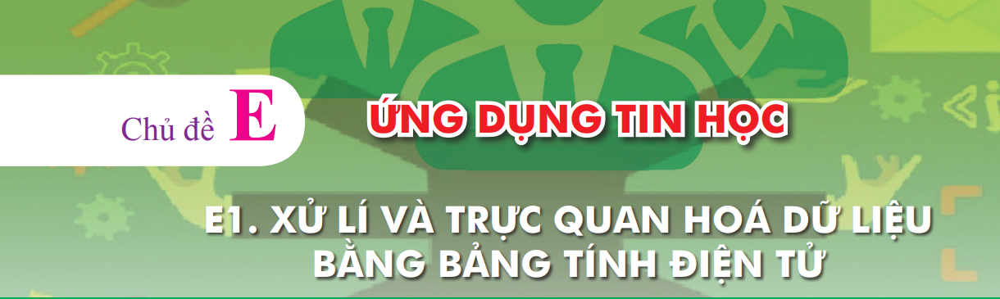 Chủ đề E
ỨNG DỤNG TIN HỌC
E1. XỬ LÍ VÀ TRỰC QUAN HOÁ DỮ LIỆU
BẰNG BẢNG TÍNH ĐIỆN TỬ